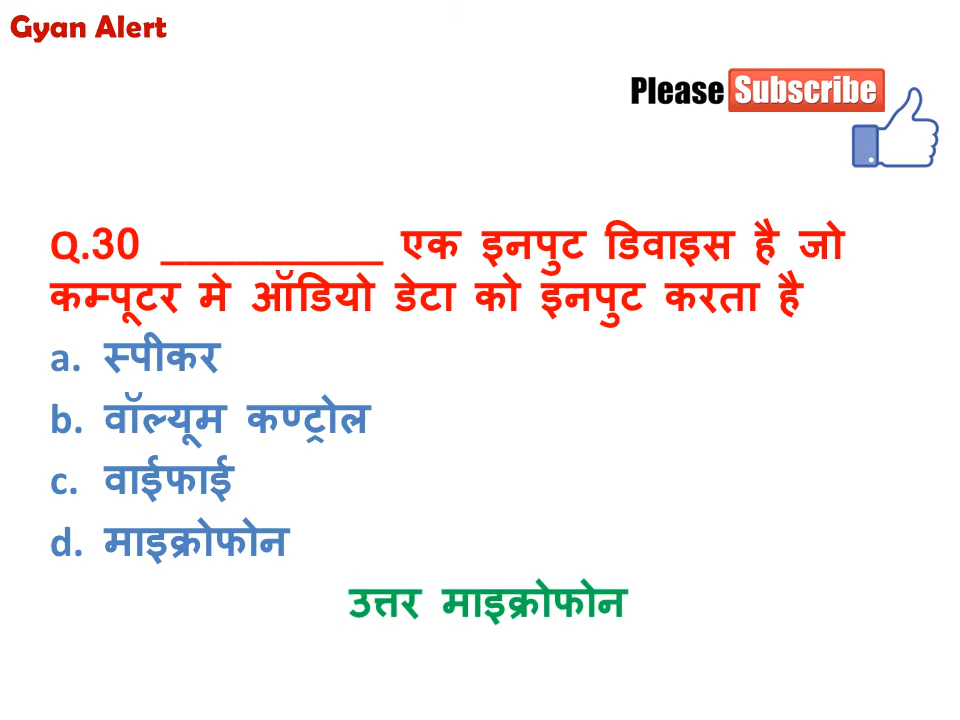 Gyan Alert
Please Subscribe
Q.30 __________ एक इनपुट डिवाइस है जो
कम्पूटर मे ऑडियो डेटा को इनपुट करता है
a. स्पीकर
b. वॉल्यूम कण्ट्रोल
c. वाईफाई
d. माइक्रोफोन
उत्तर माइक्रोफोन